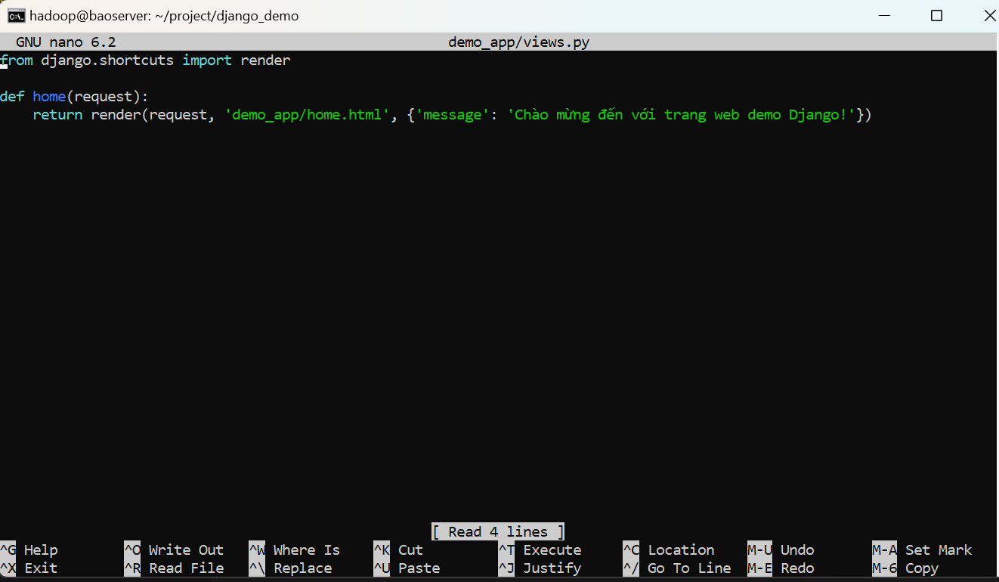 hadoop@baoserver: ~/project/django_demo
GNU nano 6.2 demo_app/views.py
from django.shortcuts import render
def home(request):
    return render(request, 'demo_app/home.html', {'message': 'Chào mừng đến với trang web demo Django!'})
[ Read 4 lines ]
^G Help ^O Write Out ^W Where Is ^K Cut ^T Execute ^C Location M-U Undo M-A Set Mark
^X Exit ^R Read File ^\ Replace ^U Paste ^J Justify ^/ Go To Line M-E Redo M-6 Copy